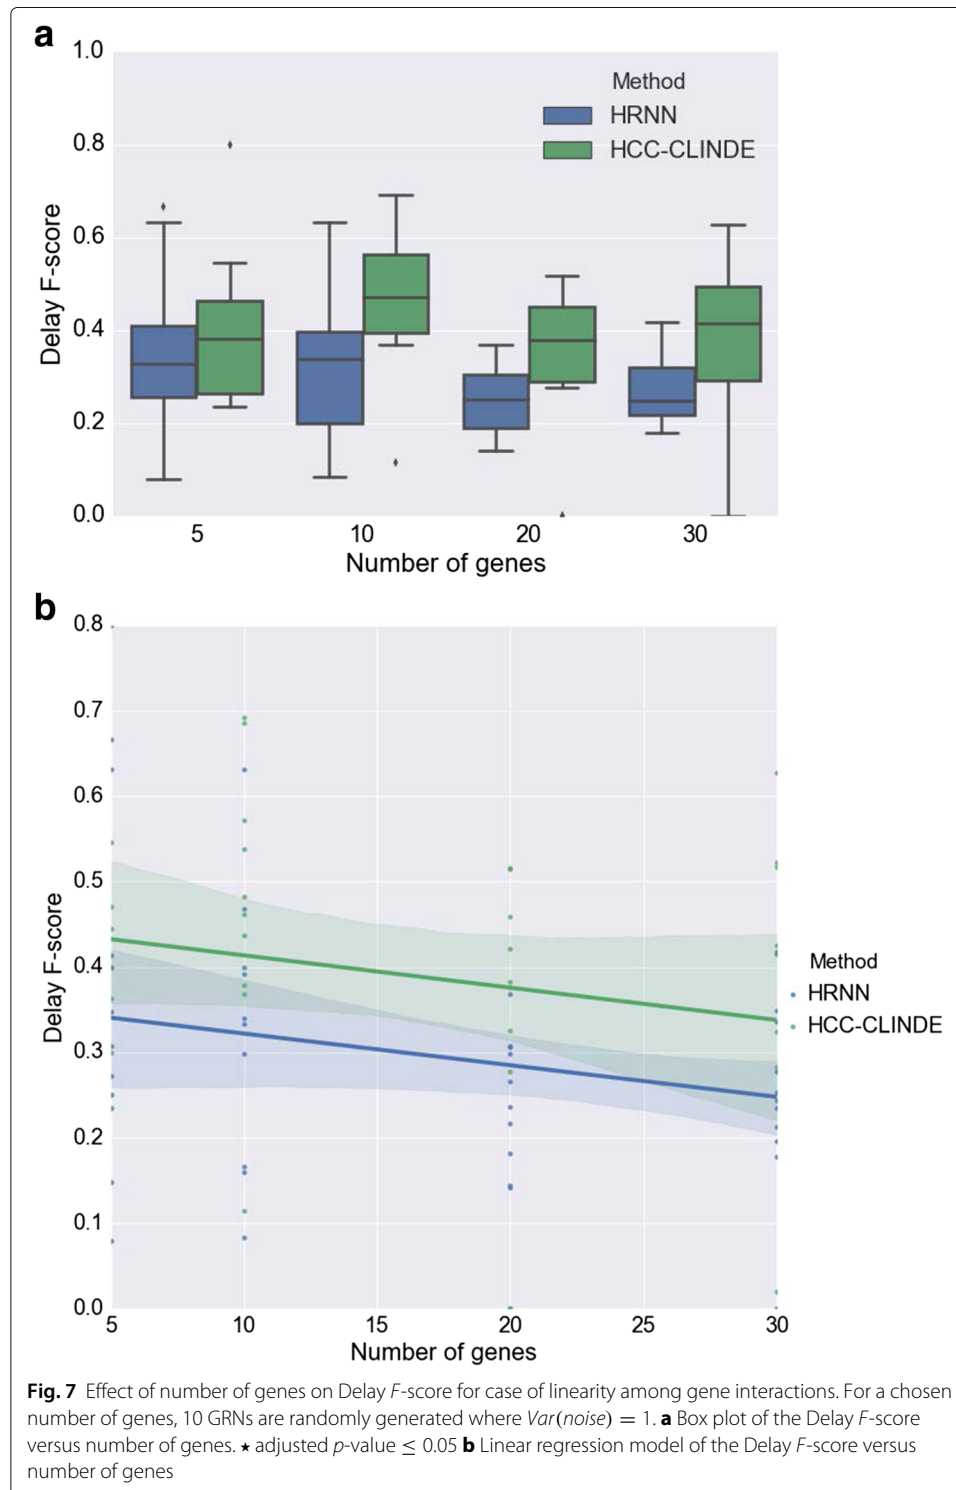 a
1.0
0.8
0.6
0.4
0.2
0.0
Delay F-score
Method
HRNN
HCC-CLINDE
5 10 20 30
Number of genes
b
0.8
0.7
0.6
0.5
0.4
0.3
0.2
0.1
0.0
Delay F-score
5 10 15 20 25 30
Number of genes
Method
HRNN
HCC-CLINDE
Fig. 7 Effect of number of genes on Delay F-score for case of linearity among gene interactions. For a chosen
number of genes, 10 GRNs are randomly generated where Var(noise) = 1. a Box plot of the Delay F-score
versus number of genes. ★ adjusted p-value ≤ 0.05 b Linear regression model of the Delay F-score versus
number of genes